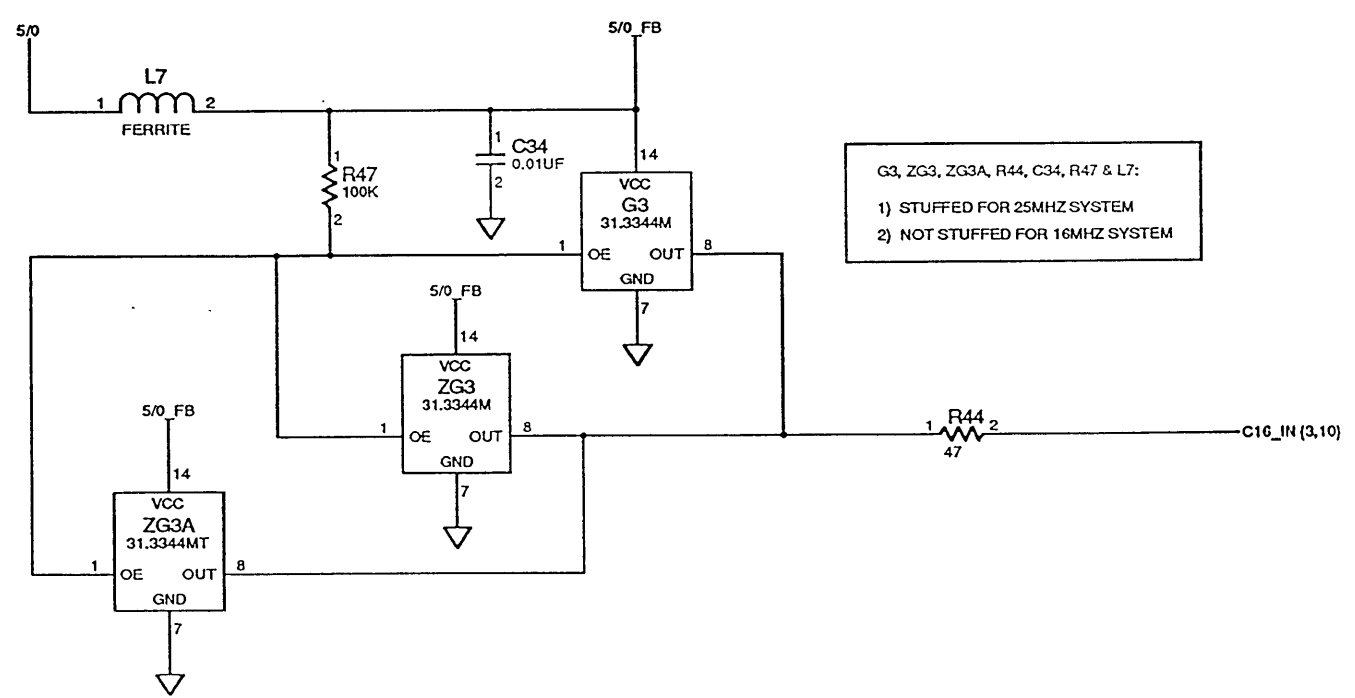 5/0
5/0_FB
L7
1
2
FERRITE
1
R47
100K
2
1
C34
0.01UF
2
14
VCC
G3
31.3344M
1
OE
OUT
8
GND
7
G3, ZG3, ZG3A, R44, C34, R47 & L7:
1) STUFFED FOR 25MHZ SYSTEM
2) NOT STUFFED FOR 16MHZ SYSTEM
5/0_FB
14
VCC
ZG3
31.3344M
1
OE
OUT
8
GND
7
R44
1
2
47
C16_IN {3,10}
5/0_FB
14
VCC
ZG3A
31.3344MT
1
OE
OUT
8
GND
7